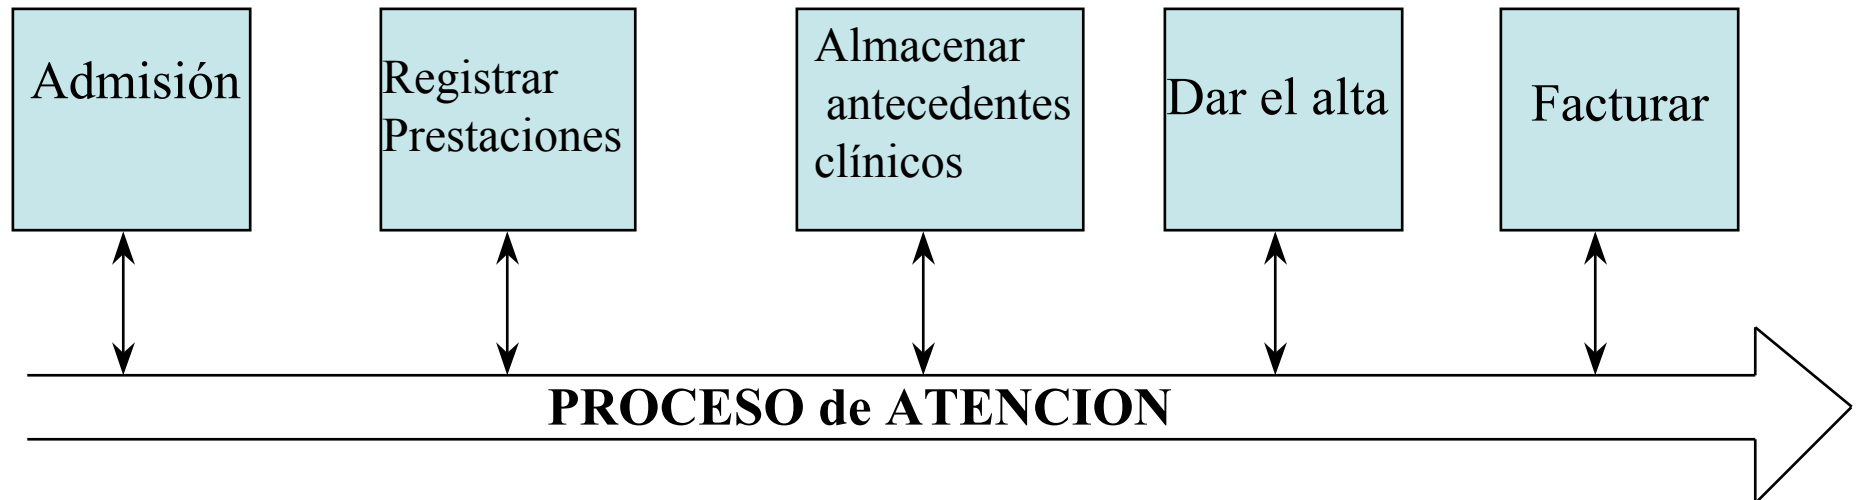 Admisión
Registrar
Prestaciones
Almacenar
antecedentes
clínicos
Dar el alta
Facturar
PROCESO de ATENCION